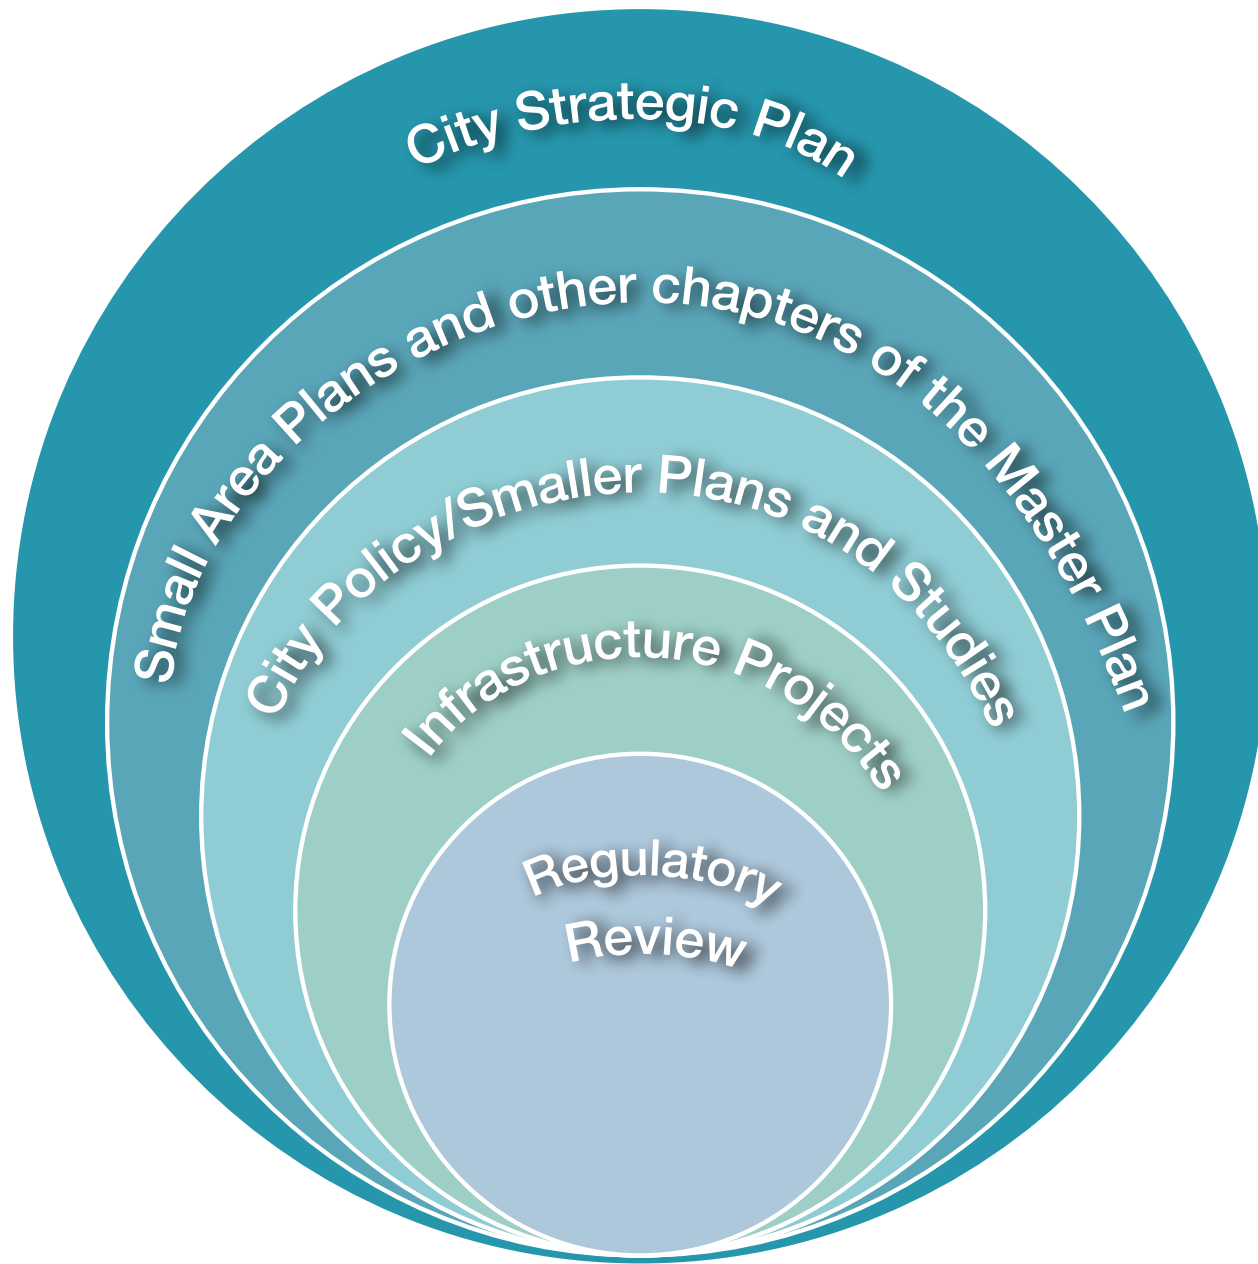 City Strategic Plan
Small Area Plans and other chapters of the Master Plan
City Policy/Smaller Plans and Studies
Infrastructure Projects
Regulatory
Review